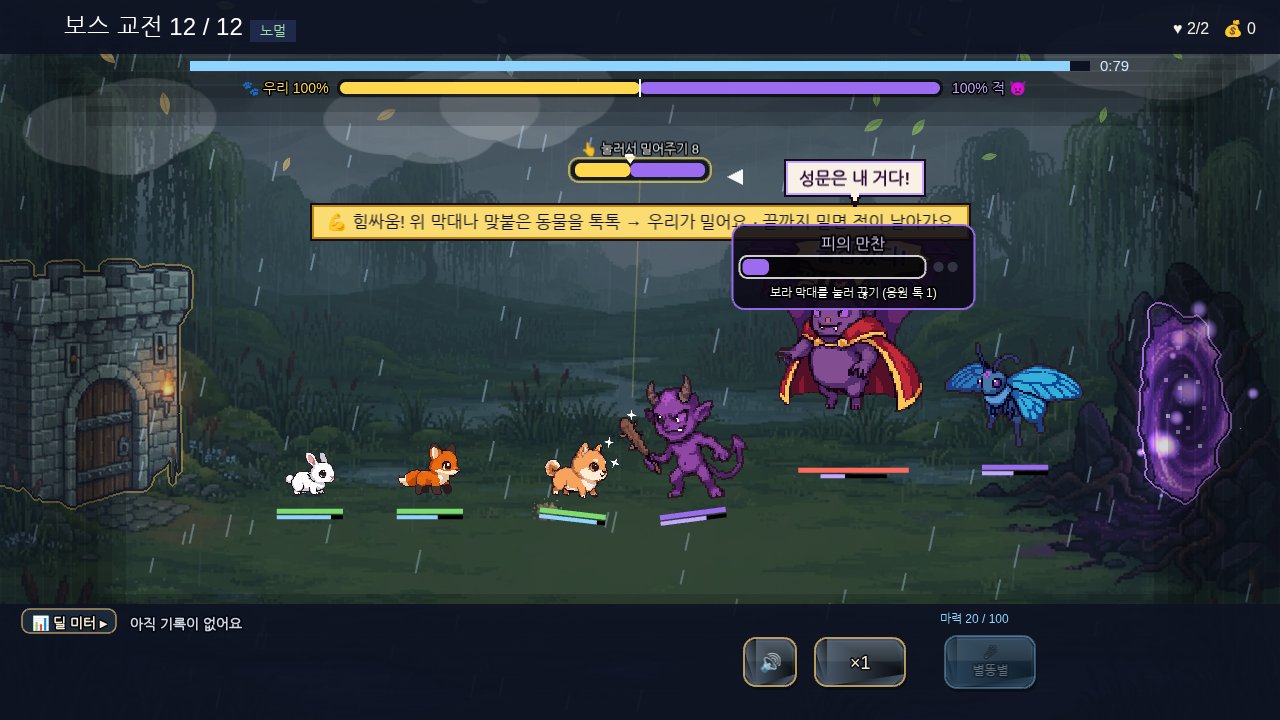 보스 교전 12 / 12 노멀
♥ 2/2 💰 0
0:79
🐾 우리 100%
100% 적 👿
👆 눌러서 밀어주기 8
성문은 내 거다!
💪 힘싸움! 위 막대나 맞붙은 동물을 톡톡 → 우리가 밀어요 · 끝까지 밀면 적이 날아가요
피의 만찬
보라 막대를 눌러 끊기 (응원 톡 1)
📊 딜 미터 ▸
아직 기록이 없어요
마력 20 / 100
×1
별똥별